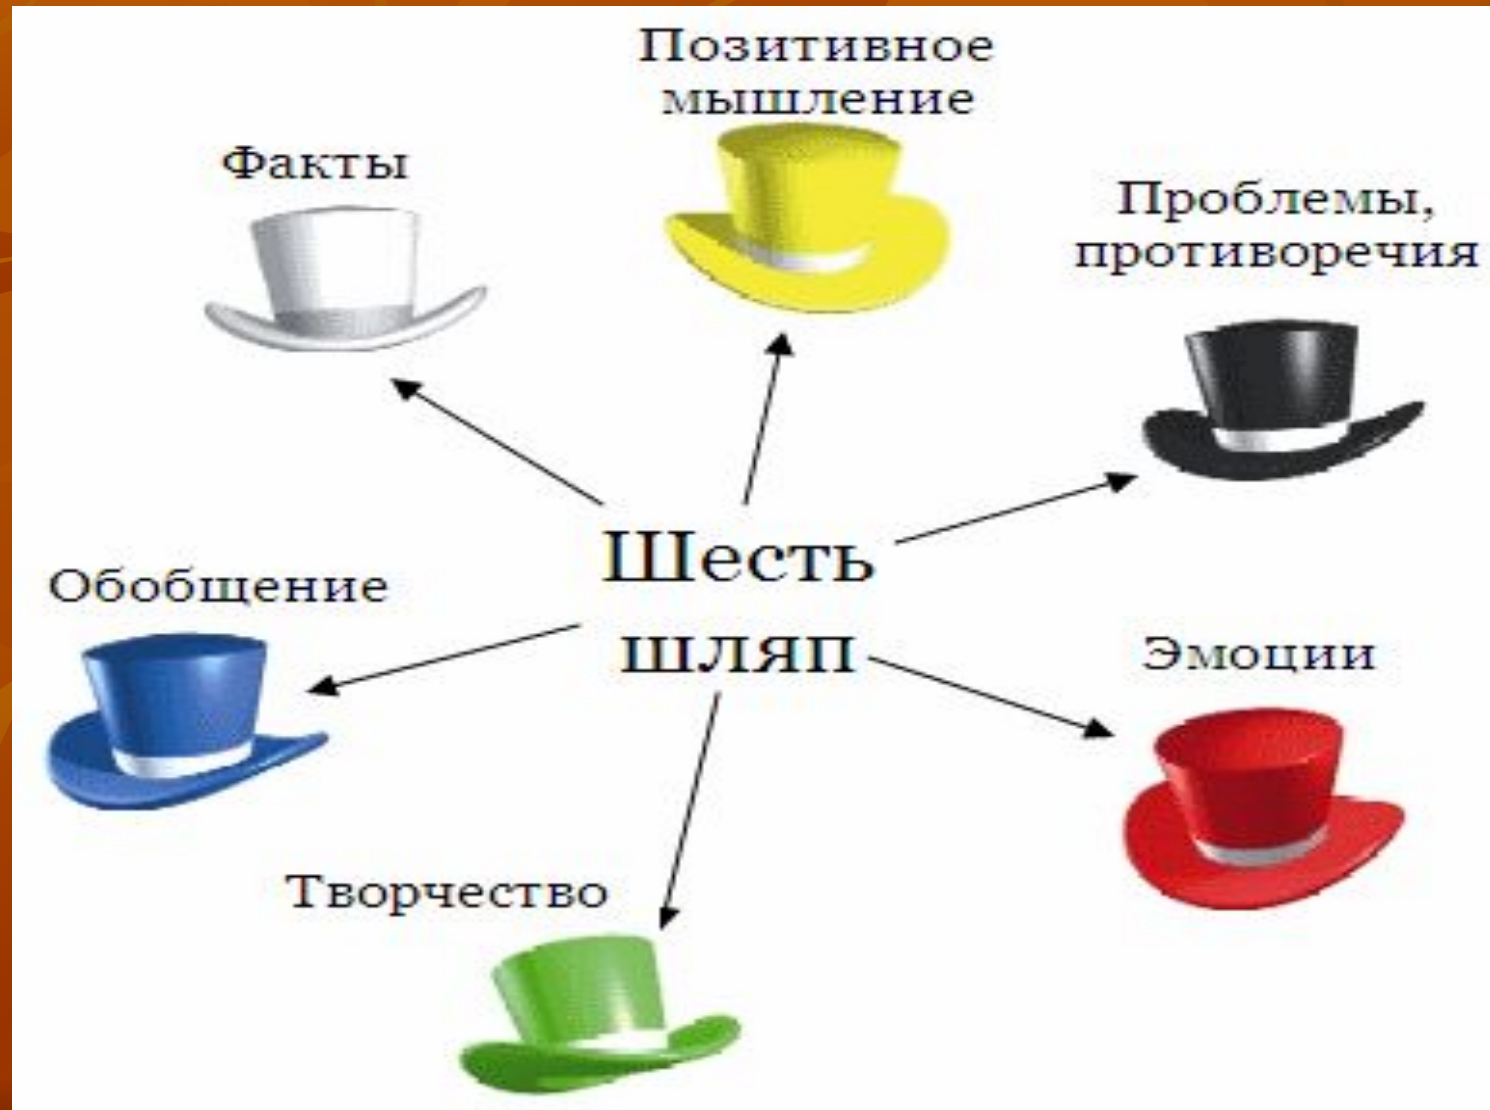 Позитивное
мышление
Факты
Проблемы,
противоречия
Шесть
шляп
Обобщение
Эмоции
Творчество